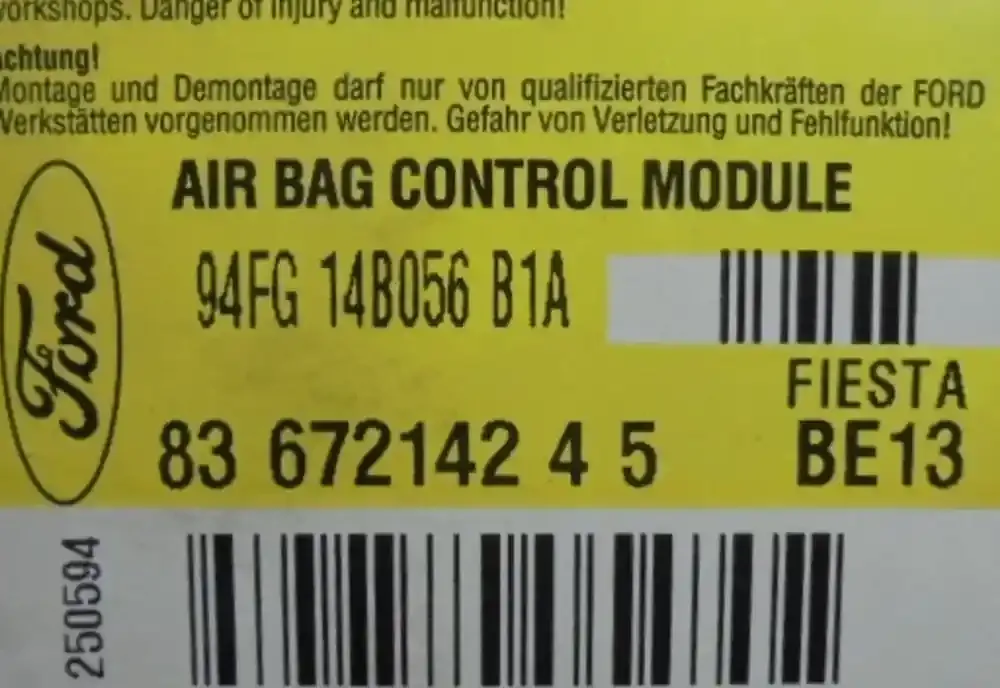 workshops. Danger of injury and malfunction!
Achtung!
Montage und Demontage darf nur von qualifizierten Fachkräften der FORD
Werkstätten vorgenommen werden. Gefahr von Verletzung und Fehlfunktion!
AIR BAG CONTROL MODULE
Ford
94FG 14B056 B1A
FIESTA
83 672142 4 5 BE13
250594